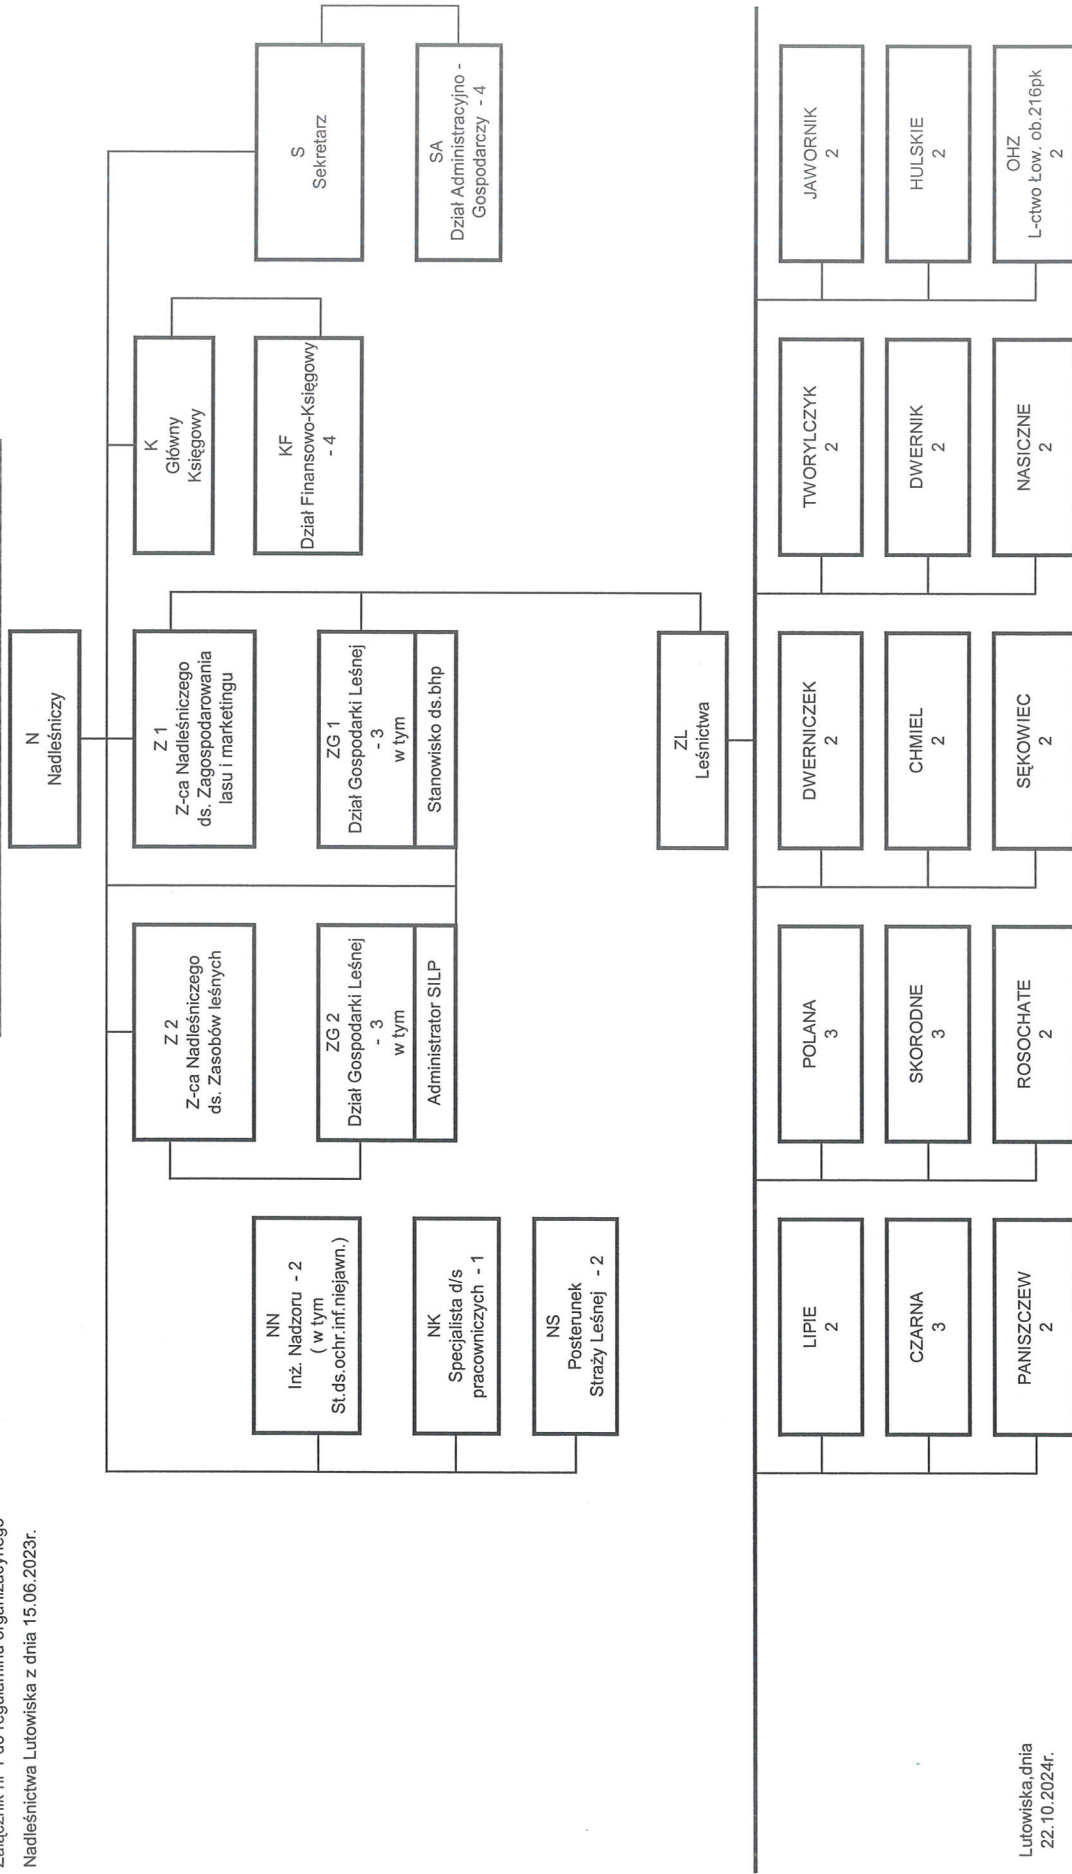 Nadleśnictwa Lutowiska z dnia 15.06.2023r.
N
Nadleśniczy
Z 2
Z-ca Nadleśniczego
ds. Zasobów leśnych
Z 1
Z-ca Nadleśniczego
ds. Zagospodarowania
lasu i marketingu
K
Główny
Księgowy
S
Sekretarz
NN
Inż. Nadzoru - 2
( w tym
St.ds.ochr.inf.niejawn.)
ZG 2
Dział Gospodarki Leśnej
- 3
w tym
Administrator SILP
ZG 1
Dział Gospodarki Leśnej
- 3
w tym
Stanowisko ds.bhp
KF
Dział Finansowo-Księgowy
- 4
SA
Dział Administracyjno -
Gospodarczy - 4
NK
Specjalista d/s
pracowniczych - 1
NS
Posterunek
Straży Leśnej - 2
ZL
Leśnictwa
LIPIE
2
POLANA
3
DWERNICZEK
2
TWORYLCZYK
2
JAWORNIK
2
CZARNA
3
SKORODNE
3
CHMIEL
2
DWERNIK
2
HULSKIE
2
PANISZCZEW
2
ROSOCHATE
2
SĘKOWIEC
2
NASICZNE
2
OHZ
L-ctwo Łow. ob.216pk
2
Lutowiska,dnia
22.10.2024r.